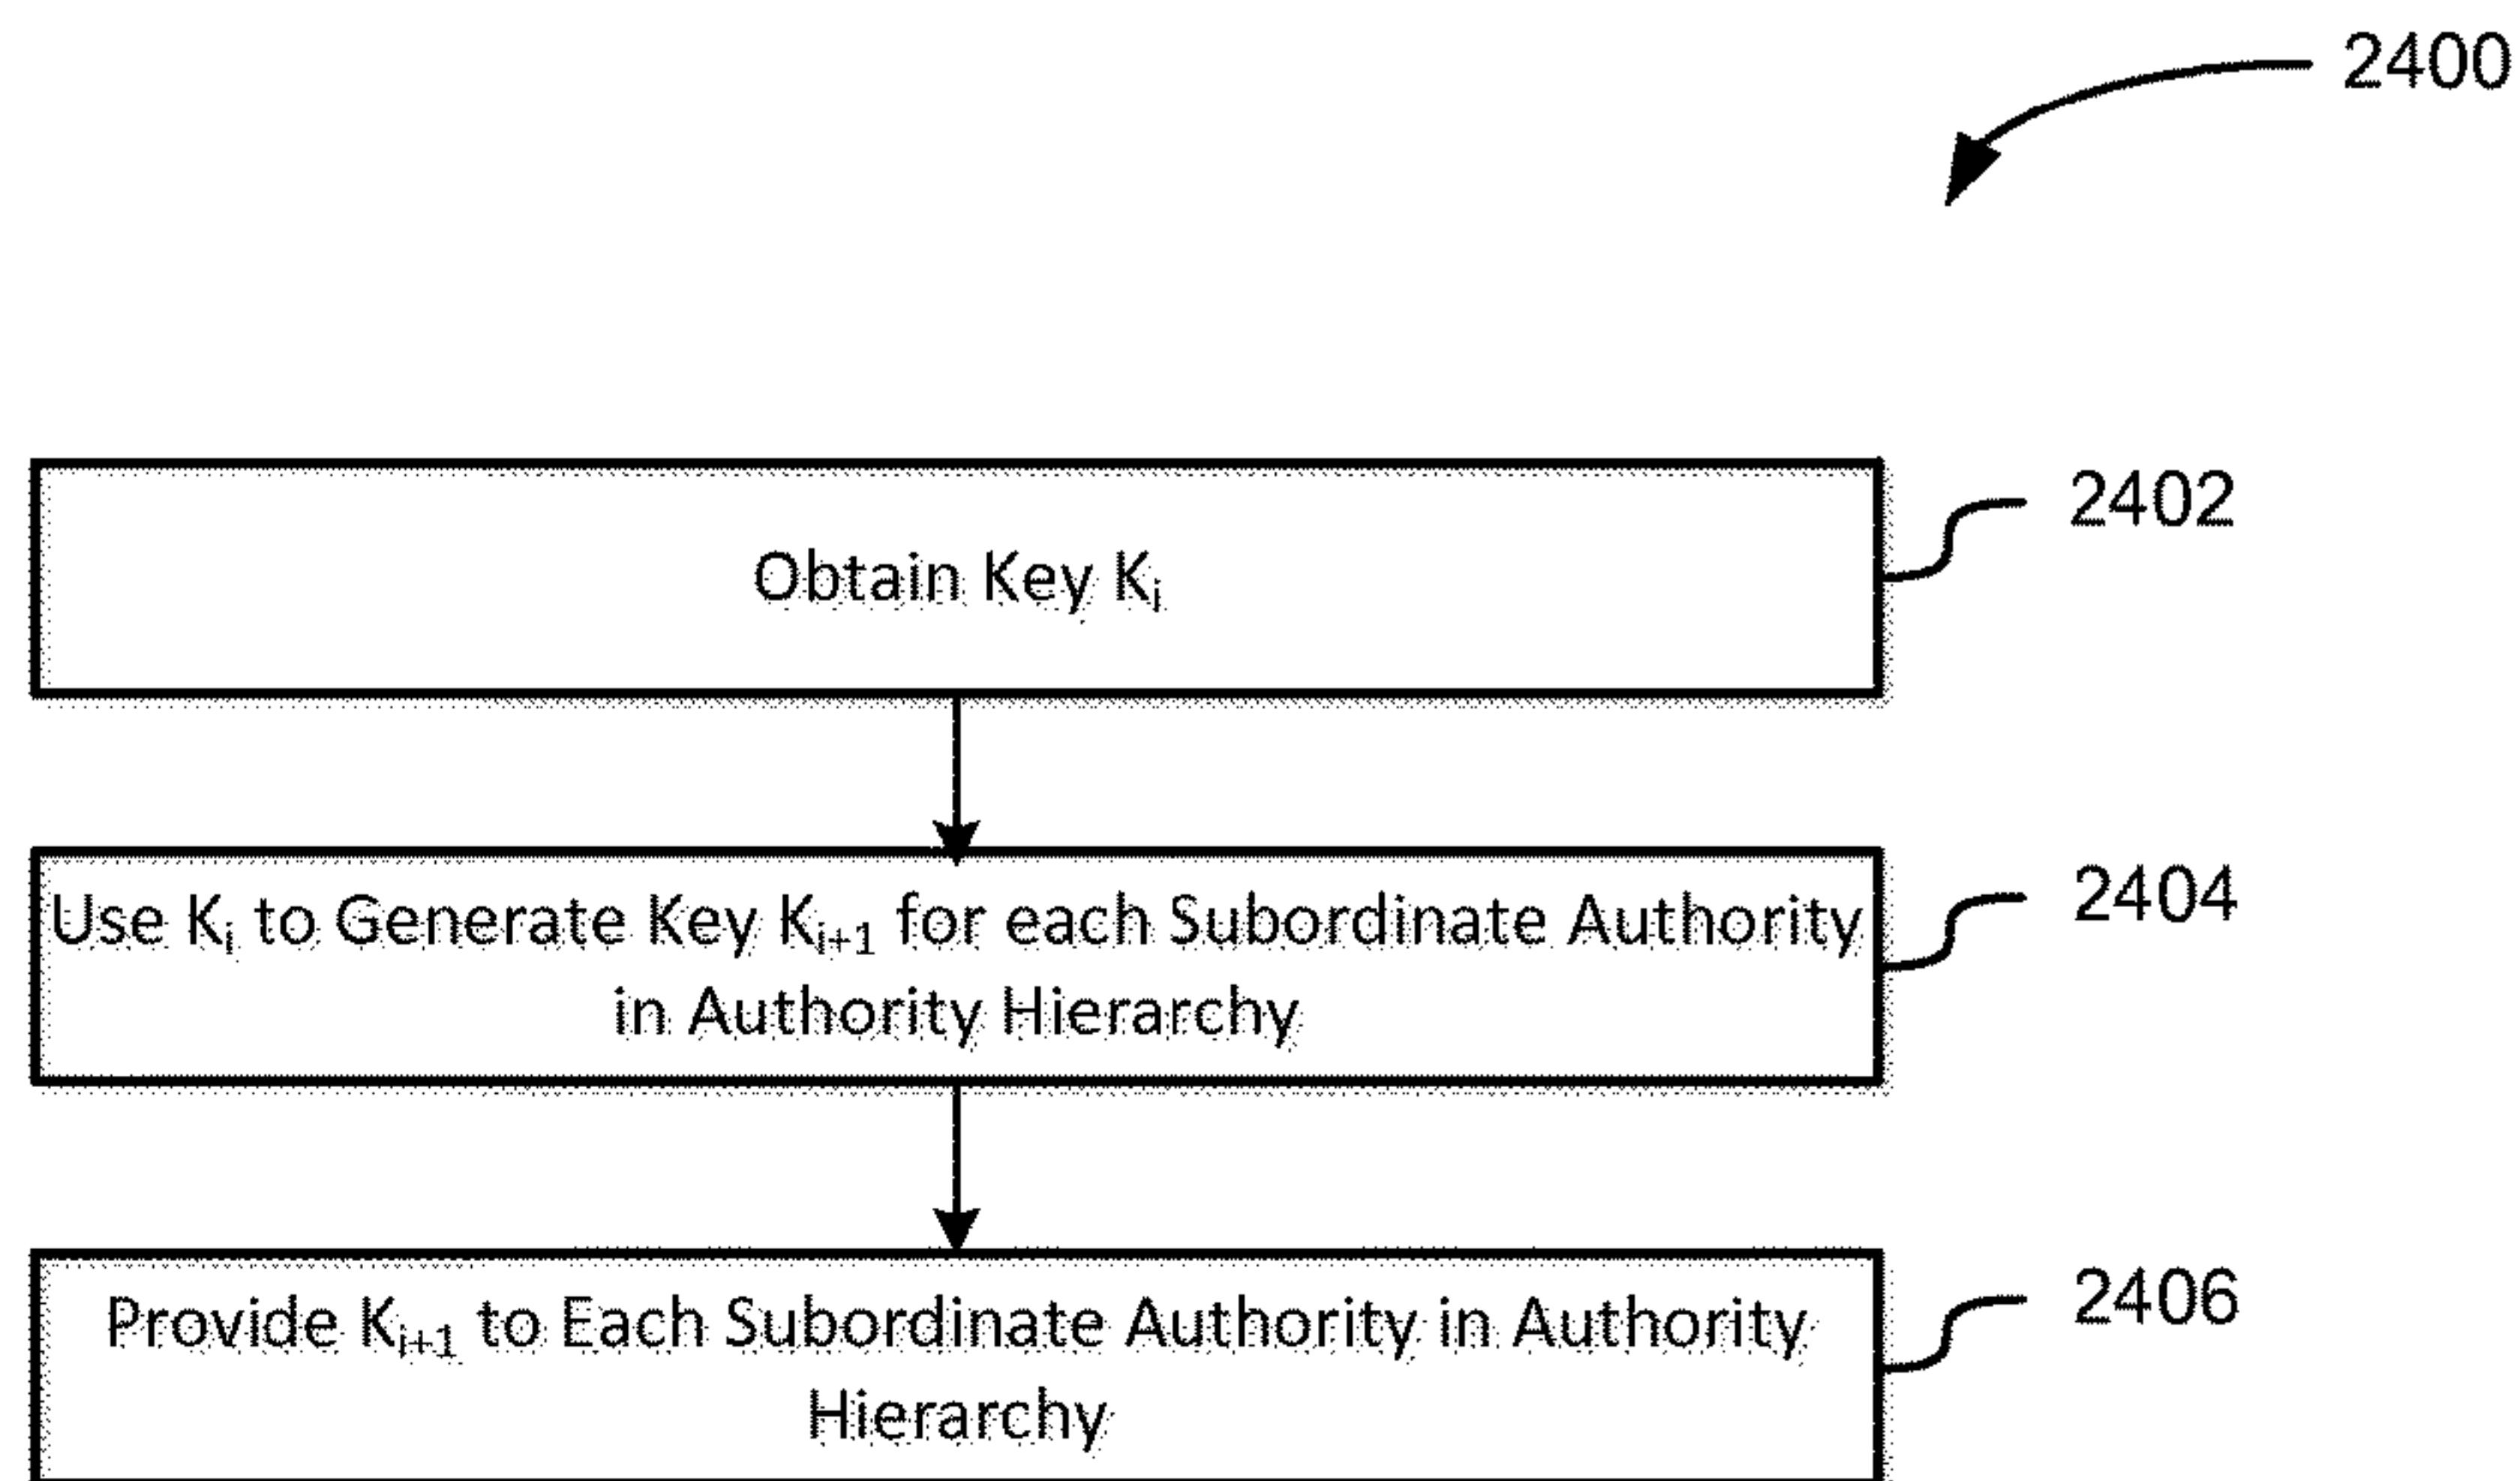 2400
Obtain Key Kᵢ
2402
Use Kᵢ to Generate Key Kᵢ₊₁ for each Subordinate Authority
in Authority Hierarchy
2404
Provide Kᵢ₊₁ to Each Subordinate Authority in Authority
Hierarchy
2406